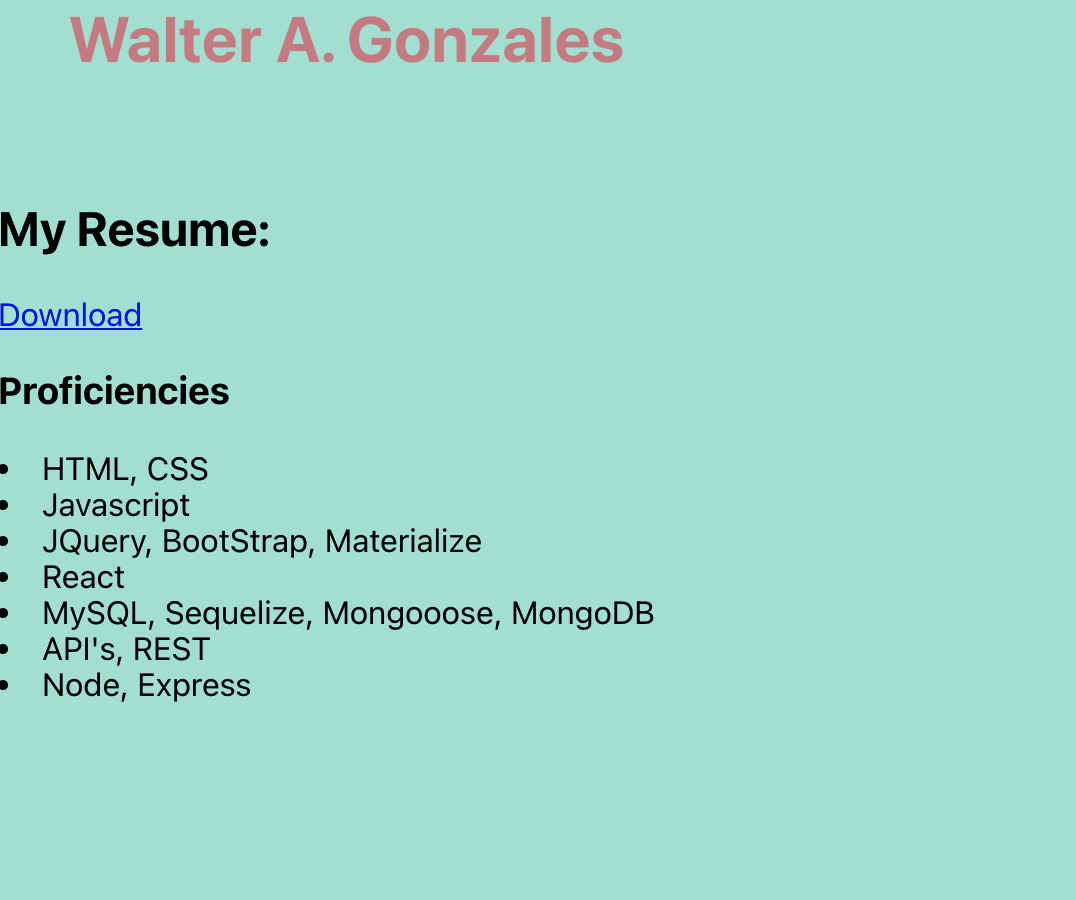 Walter A. Gonzales
My Resume:
Download
Proficiencies
• HTML, CSS
• Javascript
• JQuery, BootStrap, Materialize
• React
• MySQL, Sequelize, Mongooose, MongoDB
• API's, REST
• Node, Express